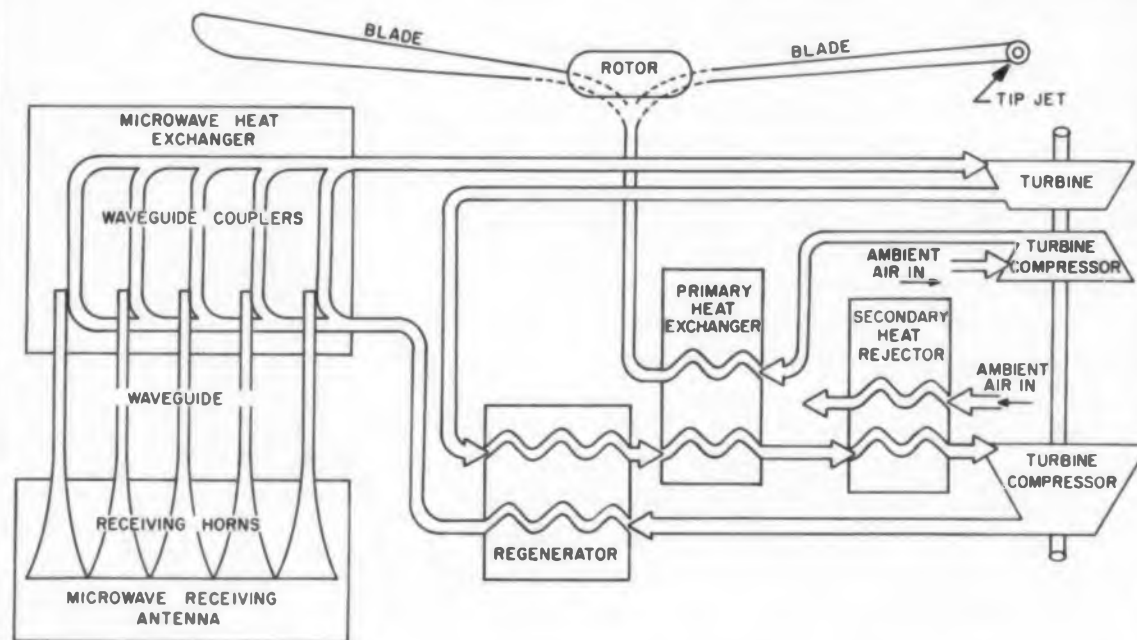 BLADE
ROTOR
BLADE
TIP JET
MICROWAVE HEAT
EXCHANGER
WAVEGUIDE COUPLERS
TURBINE
TURBINE
COMPRESSOR
AMBIENT
AIR IN
PRIMARY
HEAT
EXCHANGER
SECONDARY
HEAT
REJECTOR
AMBIENT
AIR IN
WAVEGUIDE
TURBINE
COMPRESSOR
RECEIVING HORNS
REGENERATOR
MICROWAVE RECEIVING
ANTENNA